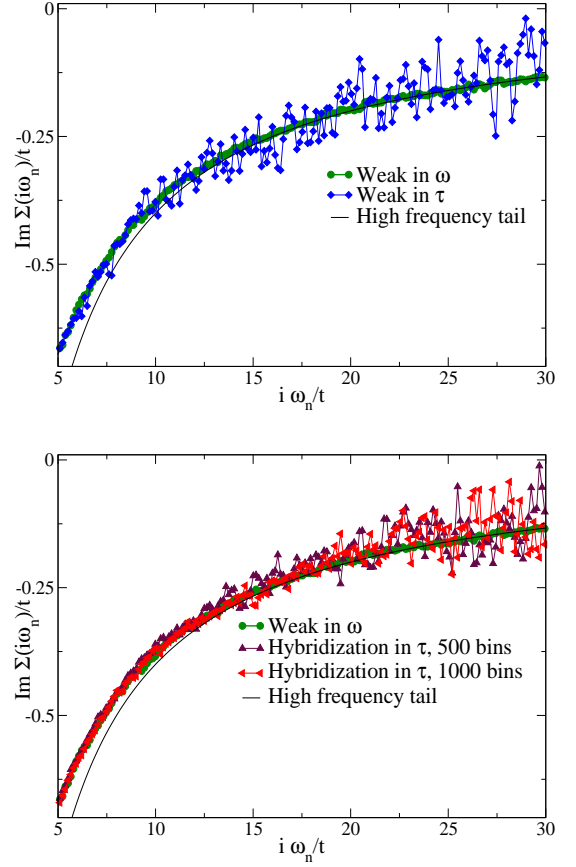 0
-0.25
-0.5
Im Σ(iω_n)/t
Weak in ω
Weak in τ
High frequency tail
5 10 15 20 25 30
i ω_n/t
0
-0.25
-0.5
Im Σ(iω_n)/t
Weak in ω
Hybridization in τ, 500 bins
Hybridization in τ, 1000 bins
High frequency tail
5 10 15 20 25 30
i ω_n/t